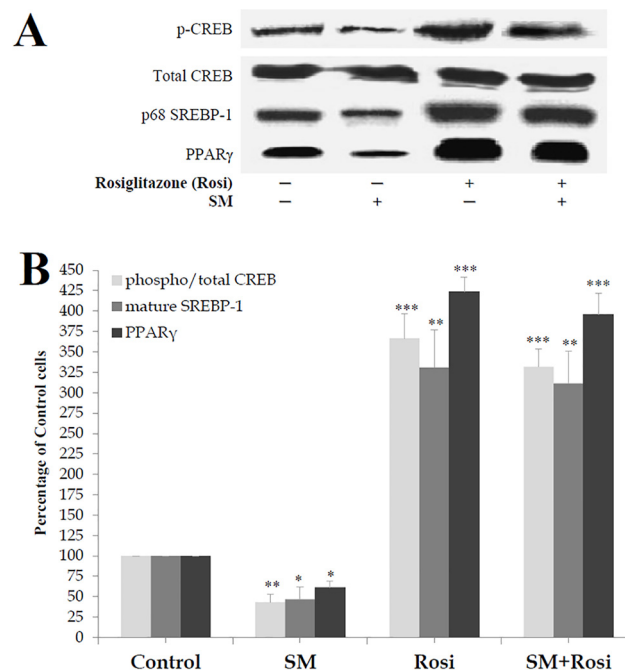 A
p-CREB
Total CREB
p68 SREBP-1
PPARγ
Rosiglitazone (Rosi) – – + +
SM – + – +
B
Percentage of Control cells
450
425
400
375
350
325
300
275
250
225
200
175
150
125
100
75
50
25
0
phospho/total CREB
mature SREBP-1
PPARγ
** * *
*** ** ***
*** ** ***
Control SM Rosi SM+Rosi